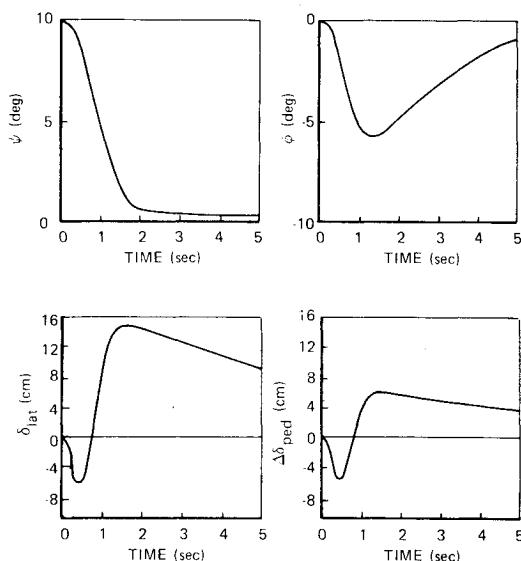 10
5
0
ψ (deg)
0 1 2 3 4 5
TIME (sec)
0
-5
-10
φ (deg)
0 1 2 3 4 5
TIME (sec)
16
12
8
4
0
-4
-8
δlat (cm)
0 1 2 3 4 5
TIME (sec)
16
12
8
4
0
-4
-8
Δδped (cm)
0 1 2 3 4 5
TIME (sec)